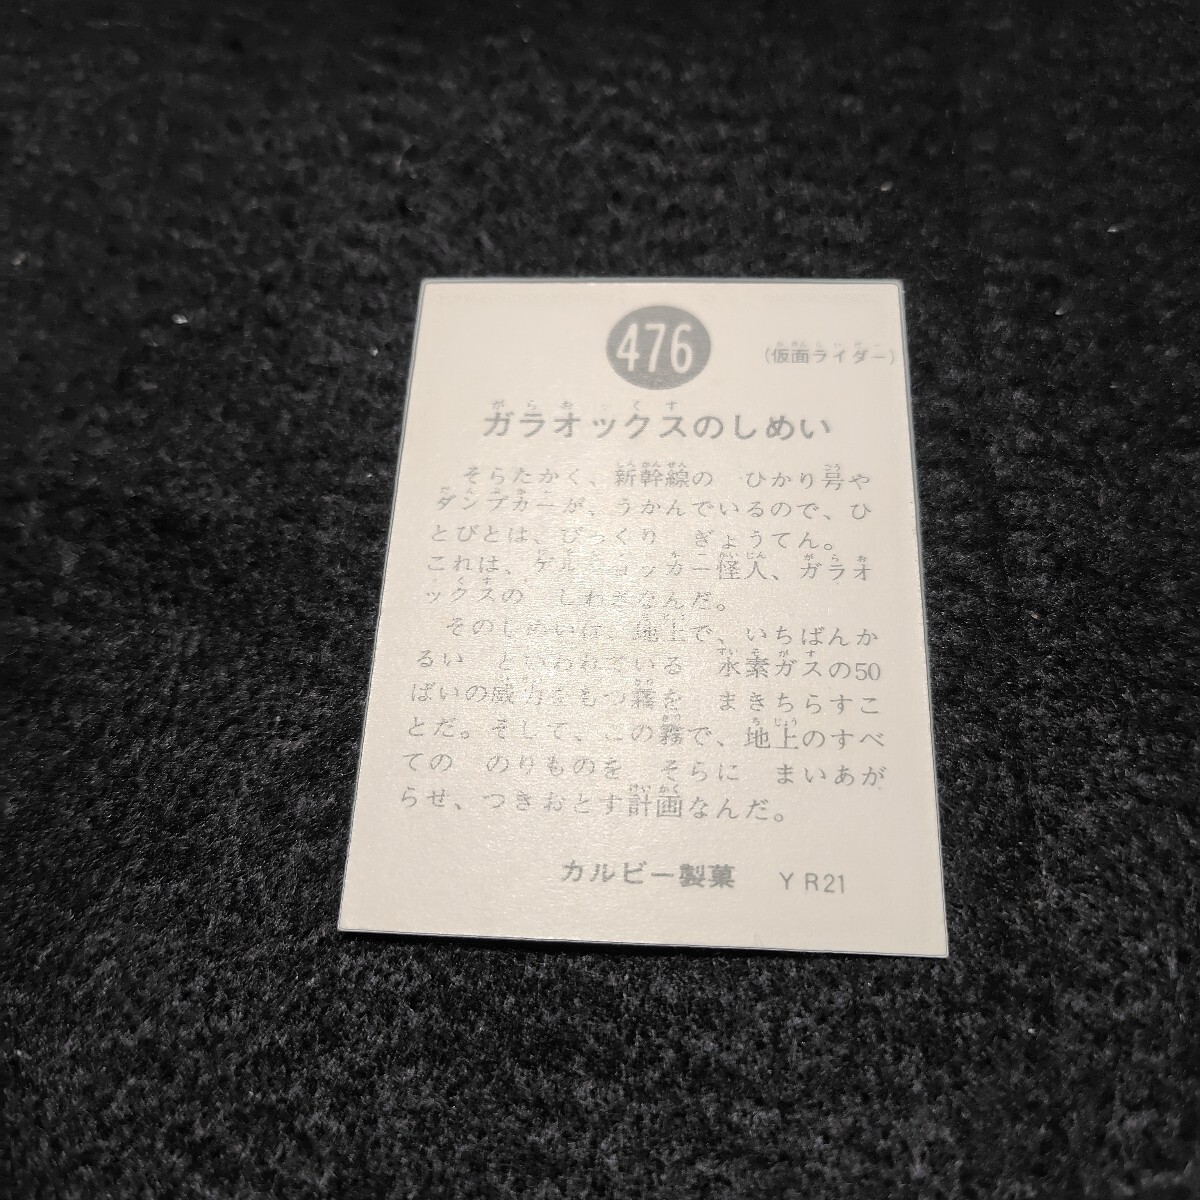 476
(仮面ライダー)
ガラオックスのしめい
そらたかく、新幹線の ひかり号や
ダンプカーが、うかんでいるので、ひ
とびとは、びっくり ぎょうてん。
これは、ゲルショッカー怪人、ガラオ
ックスの しわざなんだ。
そのしめいは、地上で、いちばんか
るい といわれている 水素ガスの50
ばいの威力をもつ霧を まきちらすこ
とだ。そして、この霧で、地上のすべ
ての のりものを そらに まいあが
らせ、つきおとす計画なんだ。
カルビー製菓 YR21